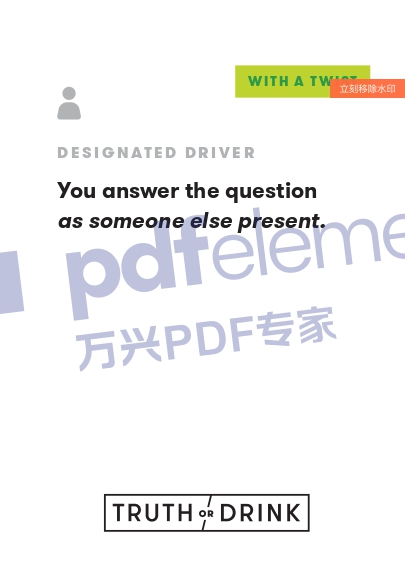 WITH A TWIST
立刻移除水印
DESIGNATED DRIVER
You answer the question
as someone else present.
pdfeleme
万兴PDF专家
TRUTH OR DRINK